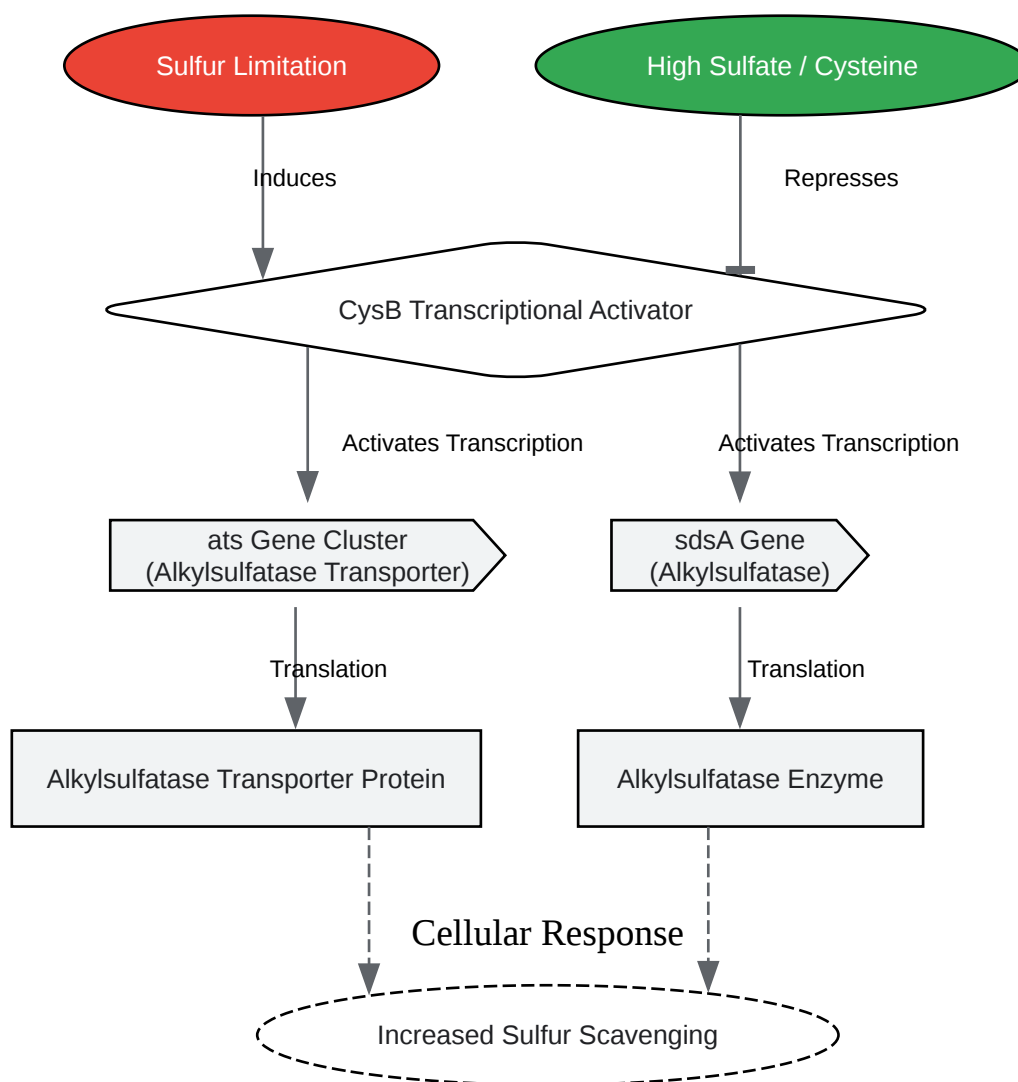 Sulfur Limitation
High Sulfate / Cysteine
Induces
Represses
CysB Transcriptional Activator
Activates Transcription
Activates Transcription
ats Gene Cluster
(Alkylsulfatase Transporter)
sdsA Gene
(Alkylsulfatase)
Translation
Translation
Alkylsulfatase Transporter Protein
Alkylsulfatase Enzyme
Cellular Response
Increased Sulfur Scavenging